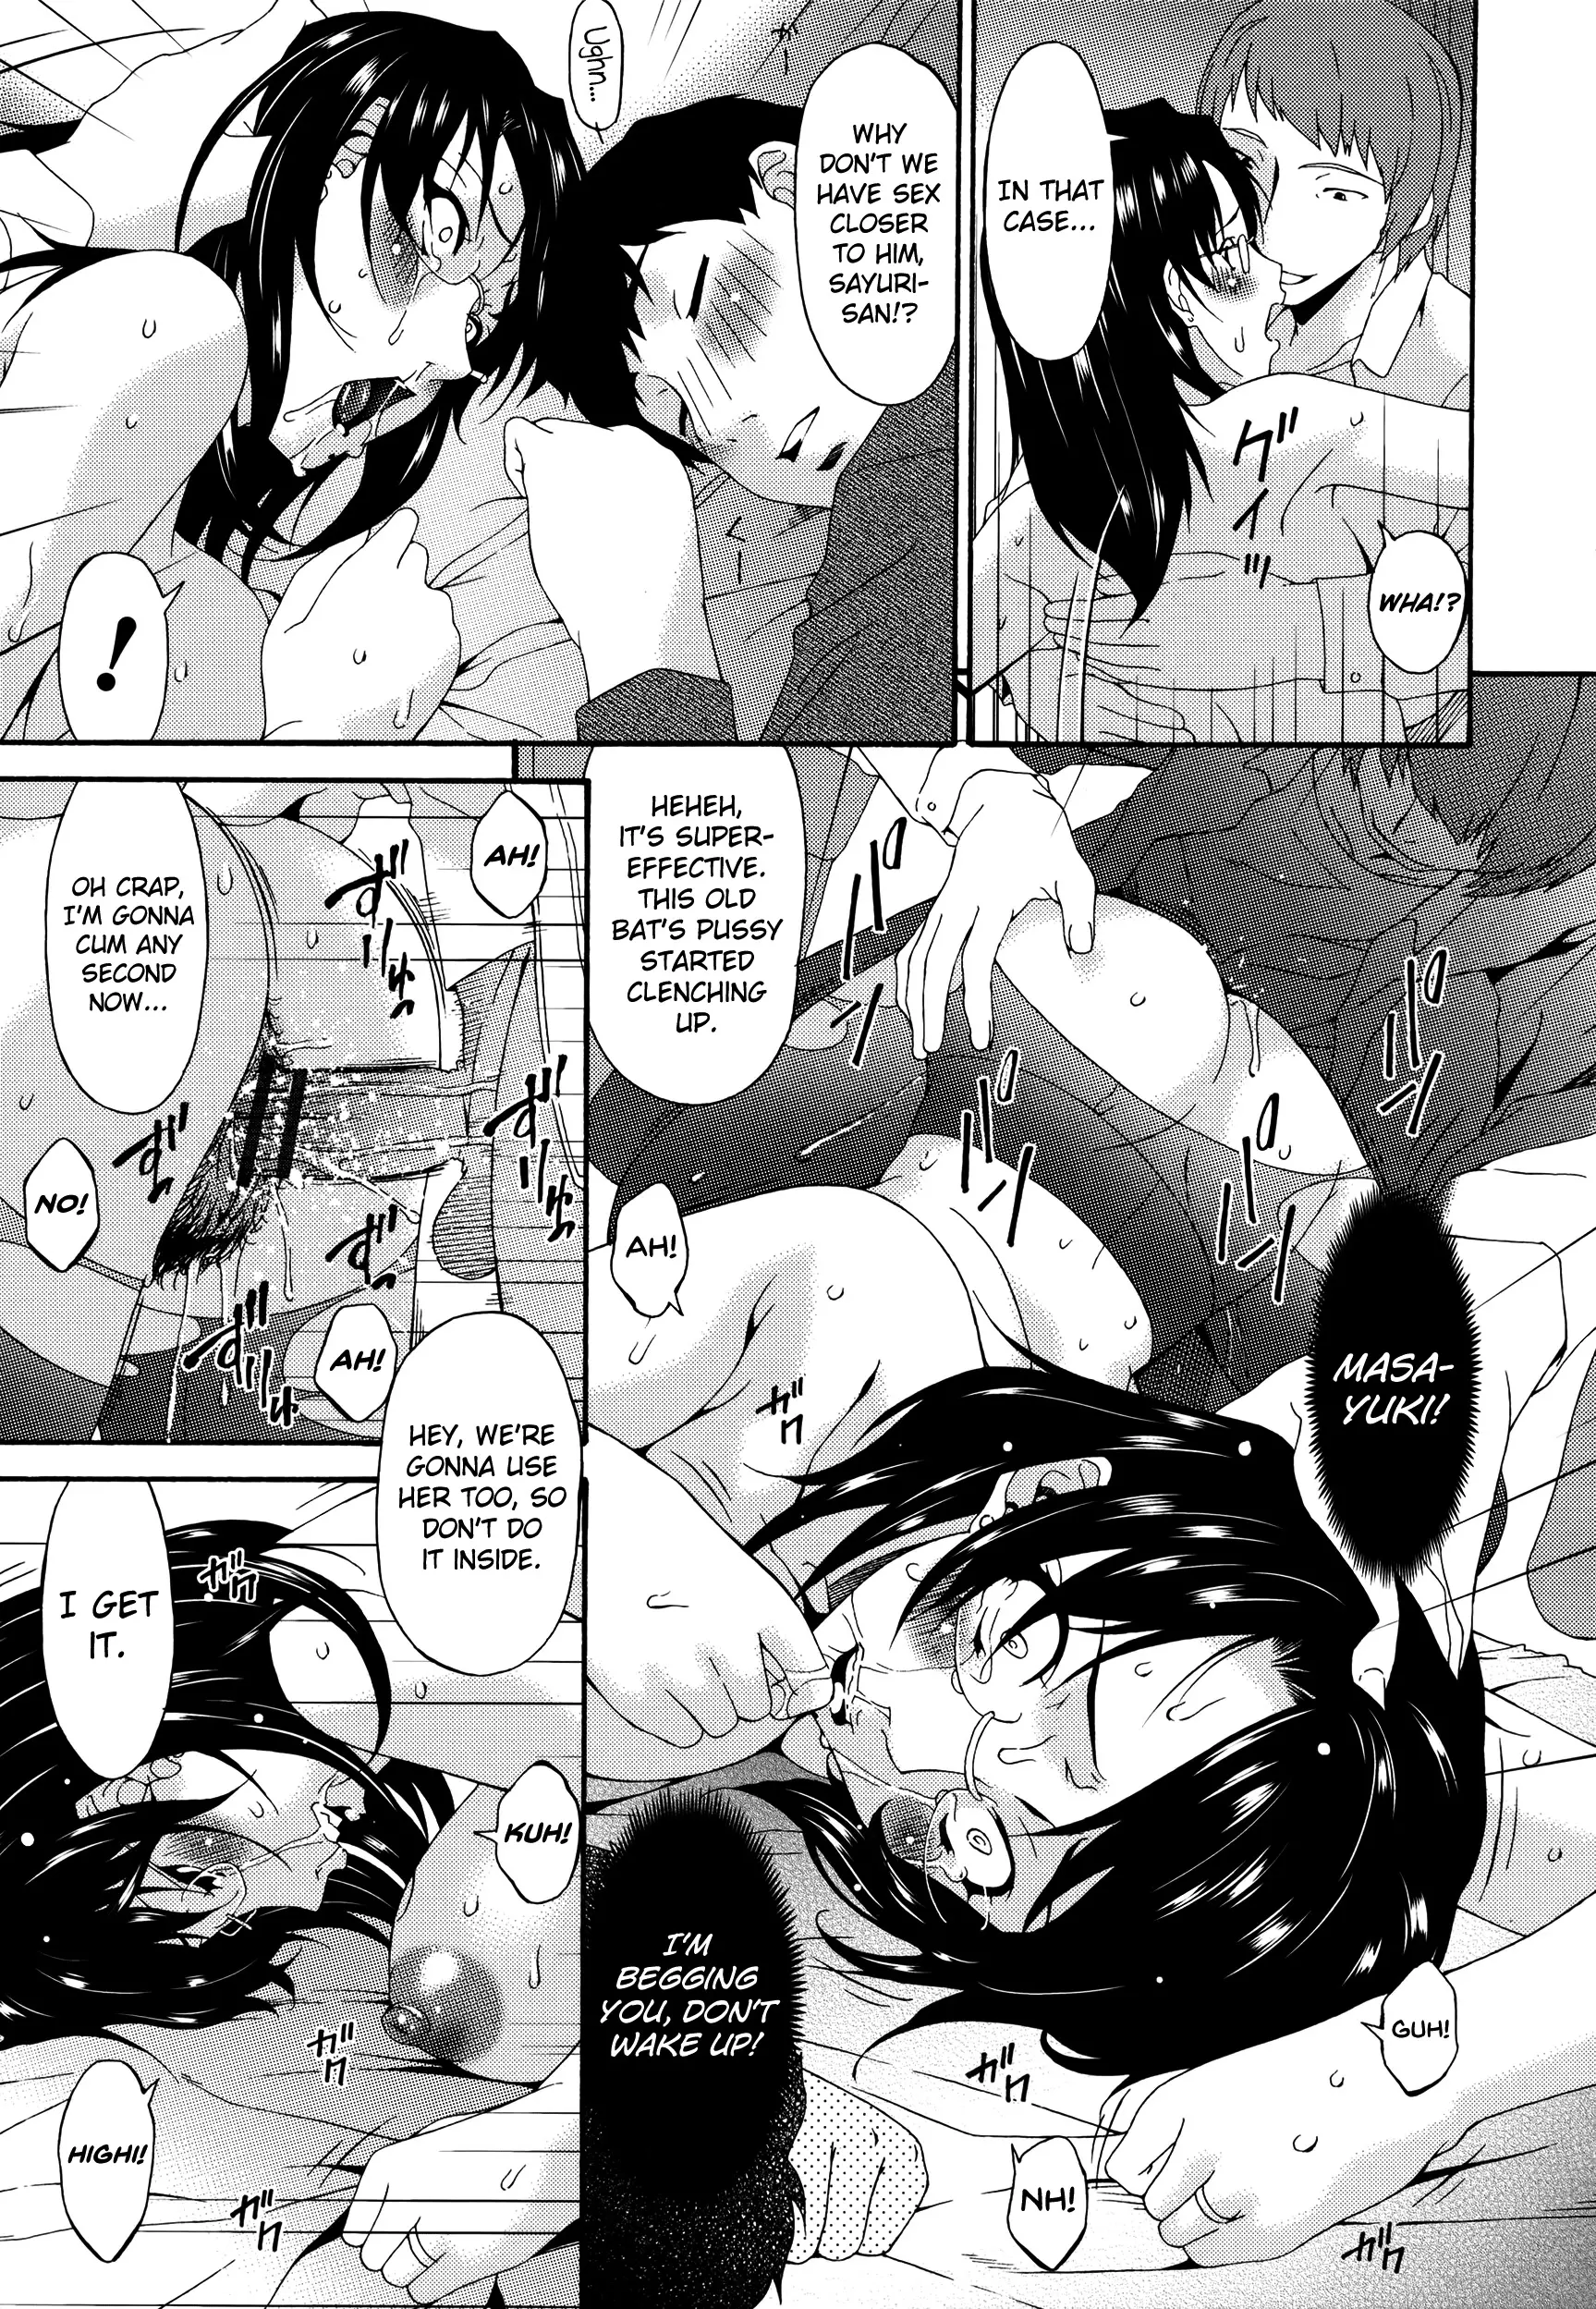 IN THAT
CASE...
WHA!?
グイッ
WHY
DON'T WE
HAVE SEX
CLOSER
TO HIM,
SAYURI-
SAN!?
Ughn...
!
HEHEH,
IT'S SUPER-
EFFECTIVE.
THIS OLD
BAT'S PUSSY
STARTED
CLENCHING
UP.
AH!
MASA-
YUKI!
I'M
BEGGING
YOU, DON'T
WAKE UP!
GUH!
NH!
AH!
OH CRAP,
I'M GONNA
CUM ANY
SECOND
NOW...
NO!
AH!
HEY, WE'RE
GONNA USE
HER TOO, SO
DON'T DO
IT INSIDE.
I GET
IT.
KUH!
HIGHI!